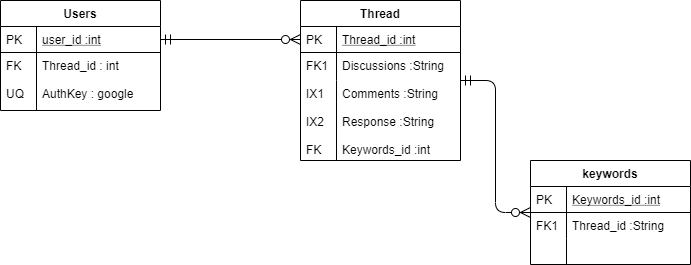 Users
PK user_id :int
FK Thread_id : int
UQ AuthKey : google
Thread
PK Thread_id :int
FK1 Discussions :String
IX1 Comments :String
IX2 Response :String
FK Keywords_id :int
keywords
PK Keywords_id :int
FK1 Thread_id :String